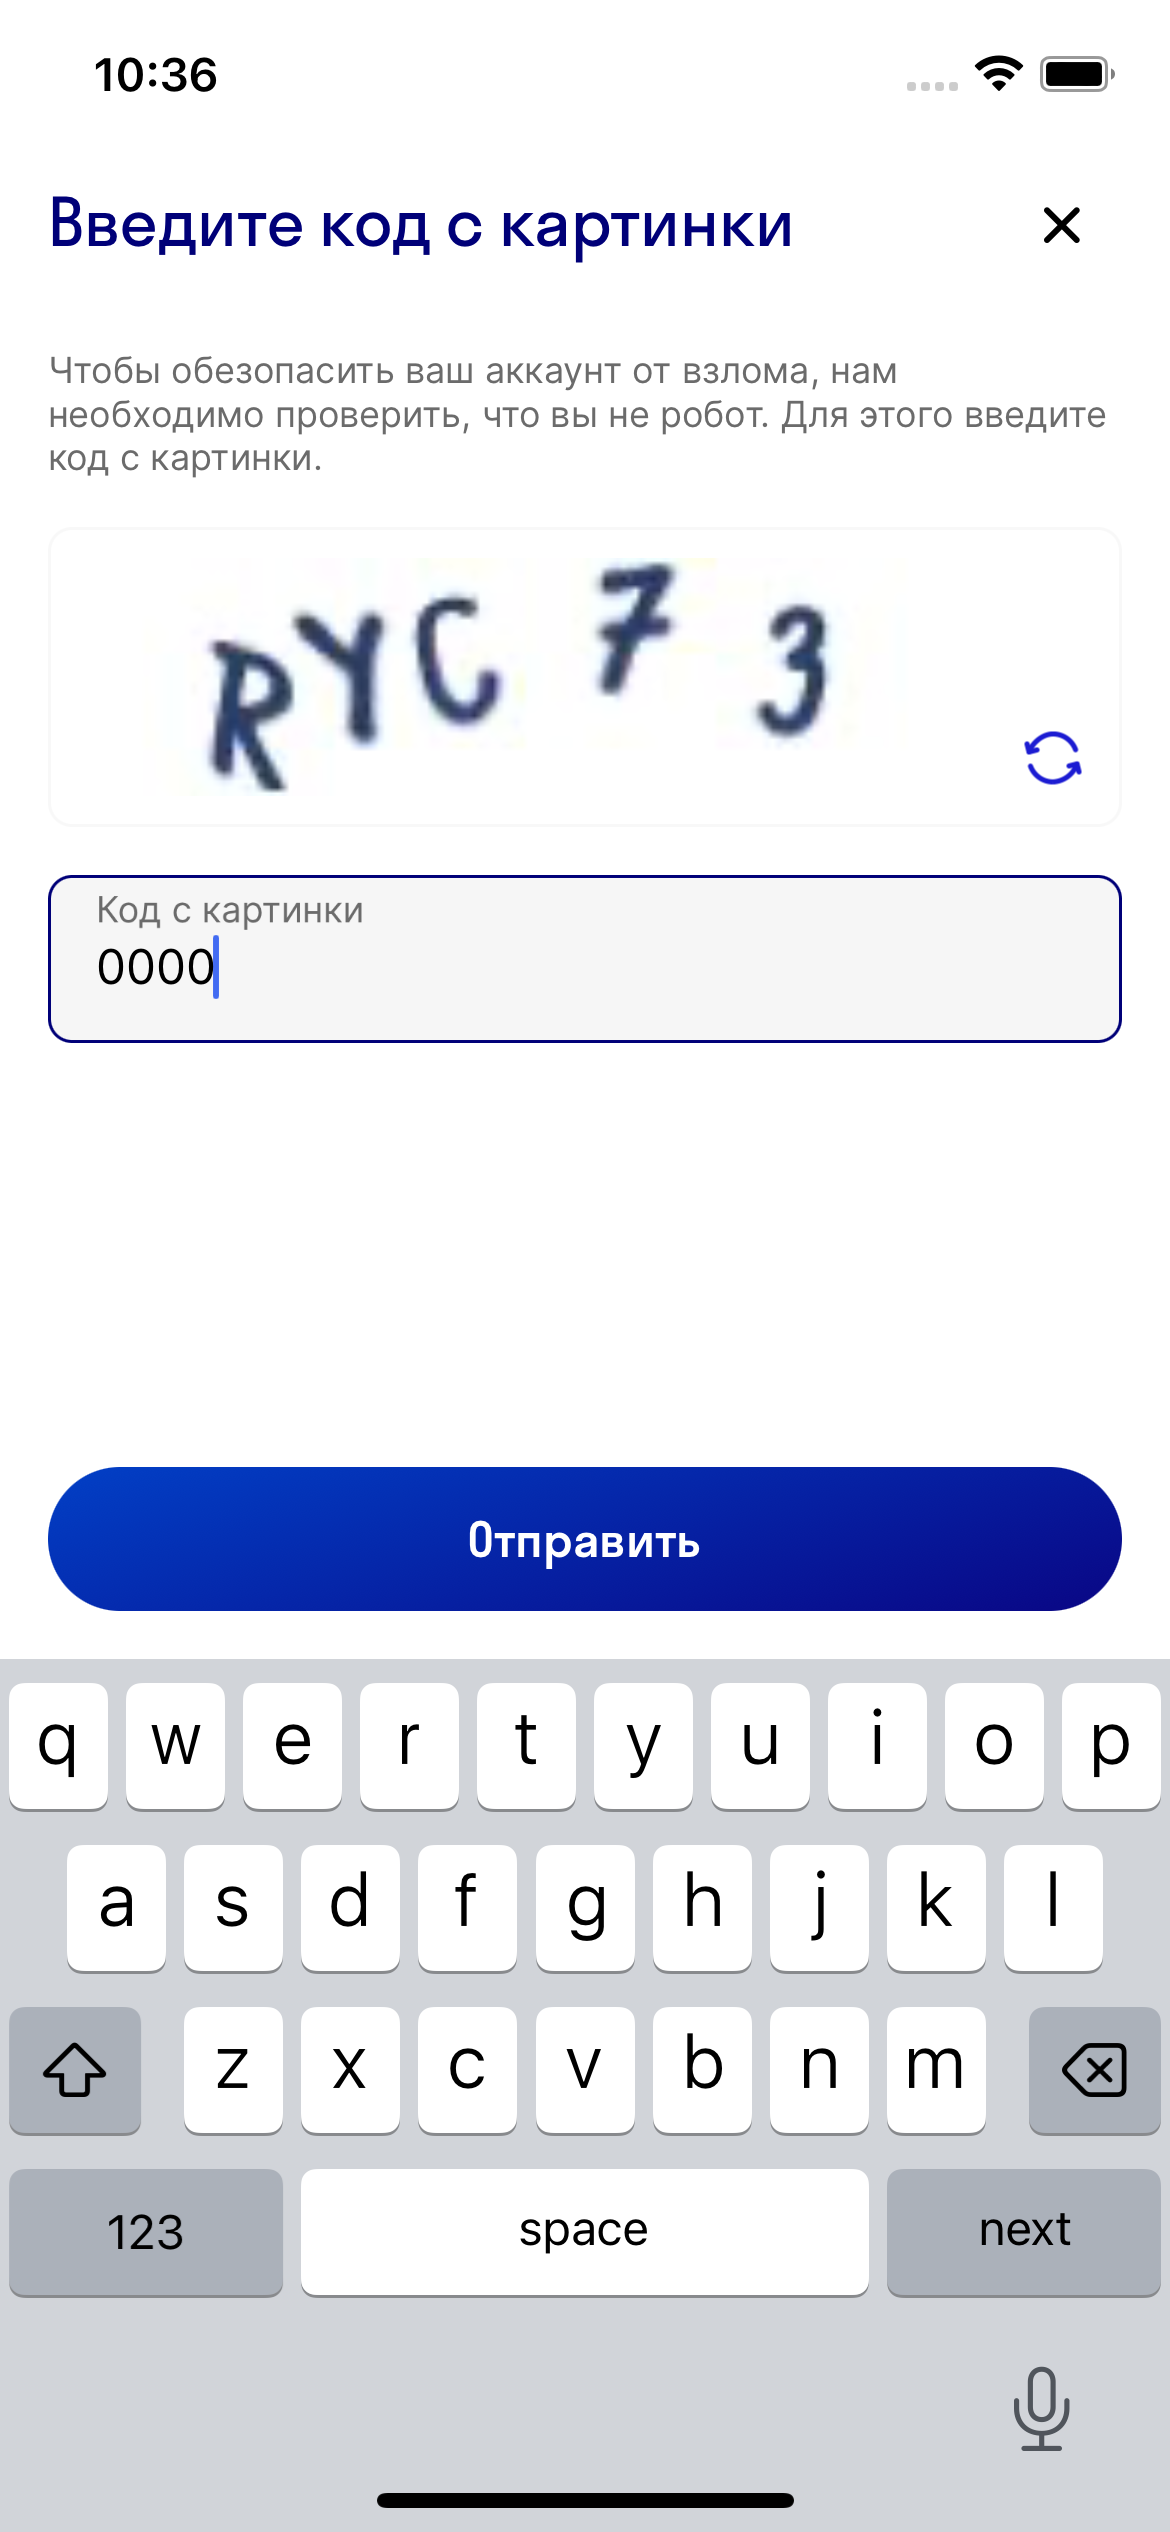 10:36
Введите код с картинки
Чтобы обезопасить ваш аккаунт от взлома, нам
необходимо проверить, что вы не робот. Для этого введите
код с картинки.
RYC 7 3
Код с картинки
0000
Отправить
q w e r t y u i o p
a s d f g h j k l
z x c v b n m
123 space next